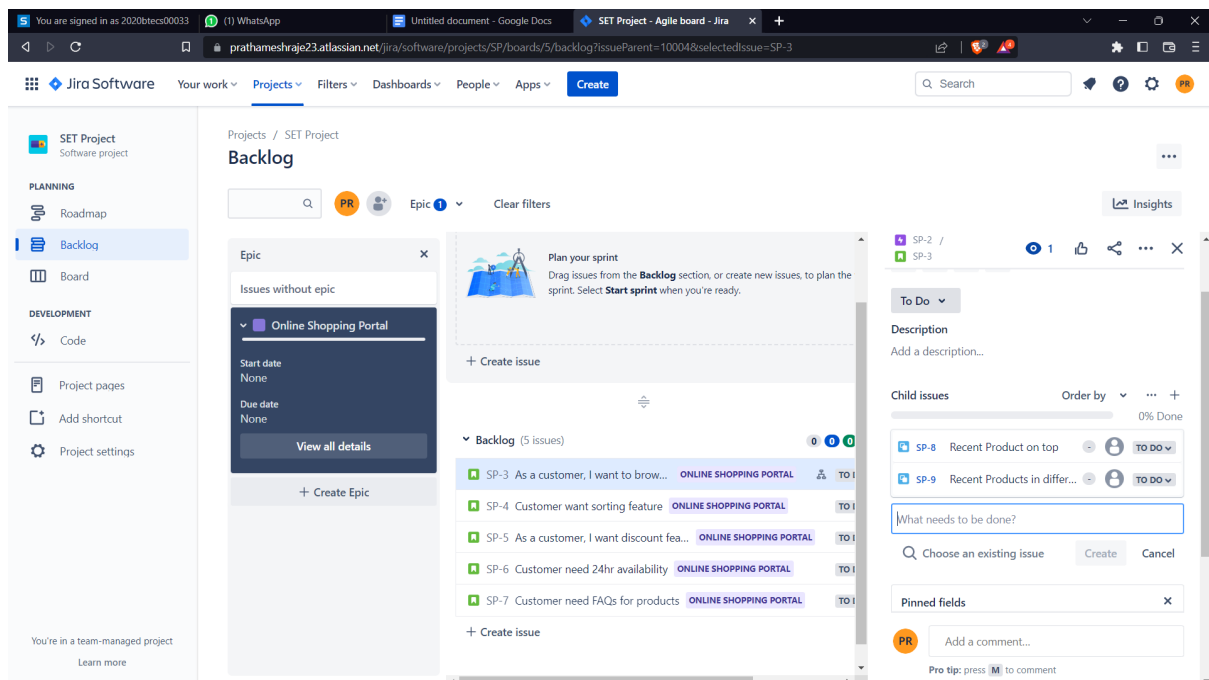 You are signed in as 2020btecs00033
(1) WhatsApp
Untitled document - Google Docs
SET Project - Agile board - Jira
prathameshraje23.atlassian.net/jira/software/projects/SP/boards/5/backlog?issueParent=10004&selectedIssue=SP-3
Jira Software
Your work
Projects
Filters
Dashboards
People
Apps
Create
Search
PR
SET Project
Software project
PLANNING
Roadmap
Backlog
Board
DEVELOPMENT
Code
Project pages
Add shortcut
Project settings
You're in a team-managed project
Learn more
Projects / SET Project
Backlog
PR
Epic 1
Clear filters
Insights
Epic
Issues without epic
Online Shopping Portal
Start date
None
Due date
None
View all details
+ Create Epic
Plan your sprint
Drag issues from the Backlog section, or create new issues, to plan the
sprint. Select Start sprint when you're ready.
+ Create issue
Backlog (5 issues) 0 0 0
SP-3 As a customer, I want to brow... ONLINE SHOPPING PORTAL TO
SP-4 Customer want sorting feature ONLINE SHOPPING PORTAL TO
SP-5 As a customer, I want discount fea... ONLINE SHOPPING PORTAL TO
SP-6 Customer need 24hr availability ONLINE SHOPPING PORTAL TO
SP-7 Customer need FAQs for products ONLINE SHOPPING PORTAL TO
+ Create issue
SP-2 /
SP-3
1
To Do
Description
Add a description...
Child issues
Order by
0% Done
SP-8 Recent Product on top - TO DO
SP-9 Recent Products in differ... - TO DO
What needs to be done?
Choose an existing issue
Create
Cancel
Pinned fields
PR
Add a comment...
Pro tip: press M to comment